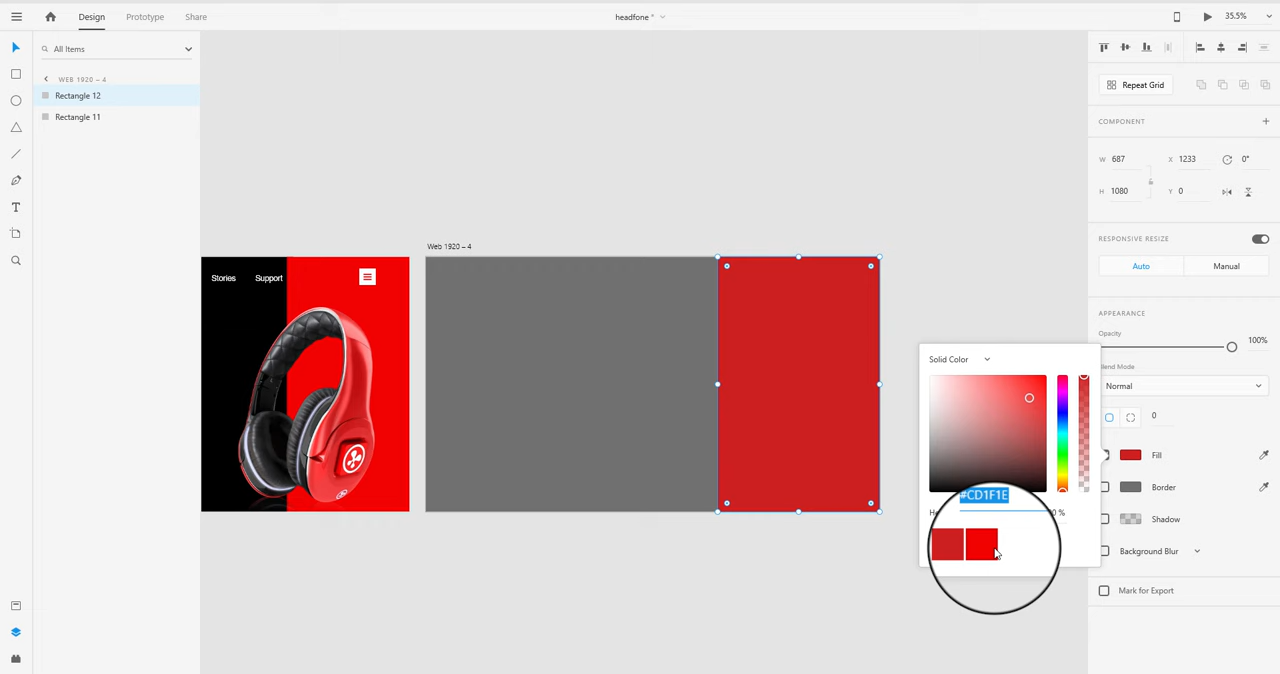 Design
Prototype
Share
headfone *
35.5%
All Items
WEB 1920 – 4
Rectangle 12
Rectangle 11
Repeat Grid
COMPONENT
W 687
X 1233
0°
H 1080
Y 0
RESPONSIVE RESIZE
Auto
Manual
APPEARANCE
Opacity
100%
Blend Mode
Normal
0
Fill
Border
Shadow
Background Blur
Mark for Export
Web 1920 – 4
Stories
Support
Solid Color
#CD1F1E